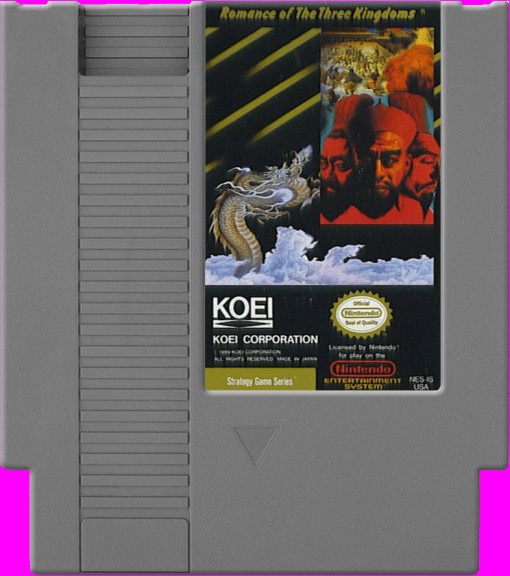 Romance of The Three Kingdoms ®
Official
Nintendo
Seal of Quality
KOEI
KOEI CORPORATION
© 1989 KOEI CORPORATION
ALL RIGHTS RESERVED MADE IN JAPAN
Licensed by Nintendo®
for play on the
Nintendo
ENTERTAINMENT
SYSTEM
Strategy Game Series
NES-IS
USA